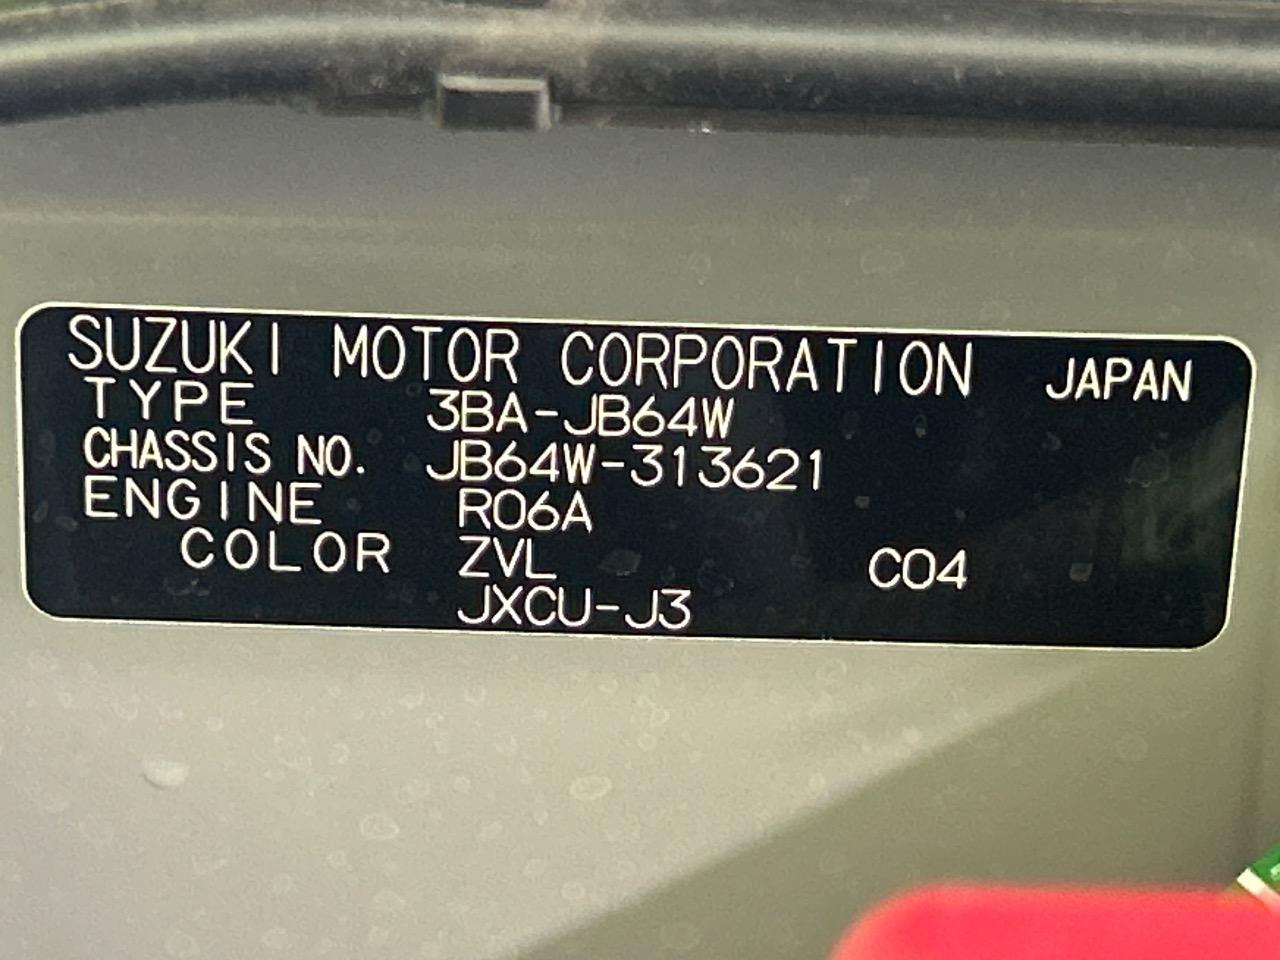 SUZUKI MOTOR CORPORATION JAPAN
TYPE 3BA-JB64W
CHASSIS NO. JB64W-313621
ENGINE R06A
COLOR ZVL C04
JXCU-J3